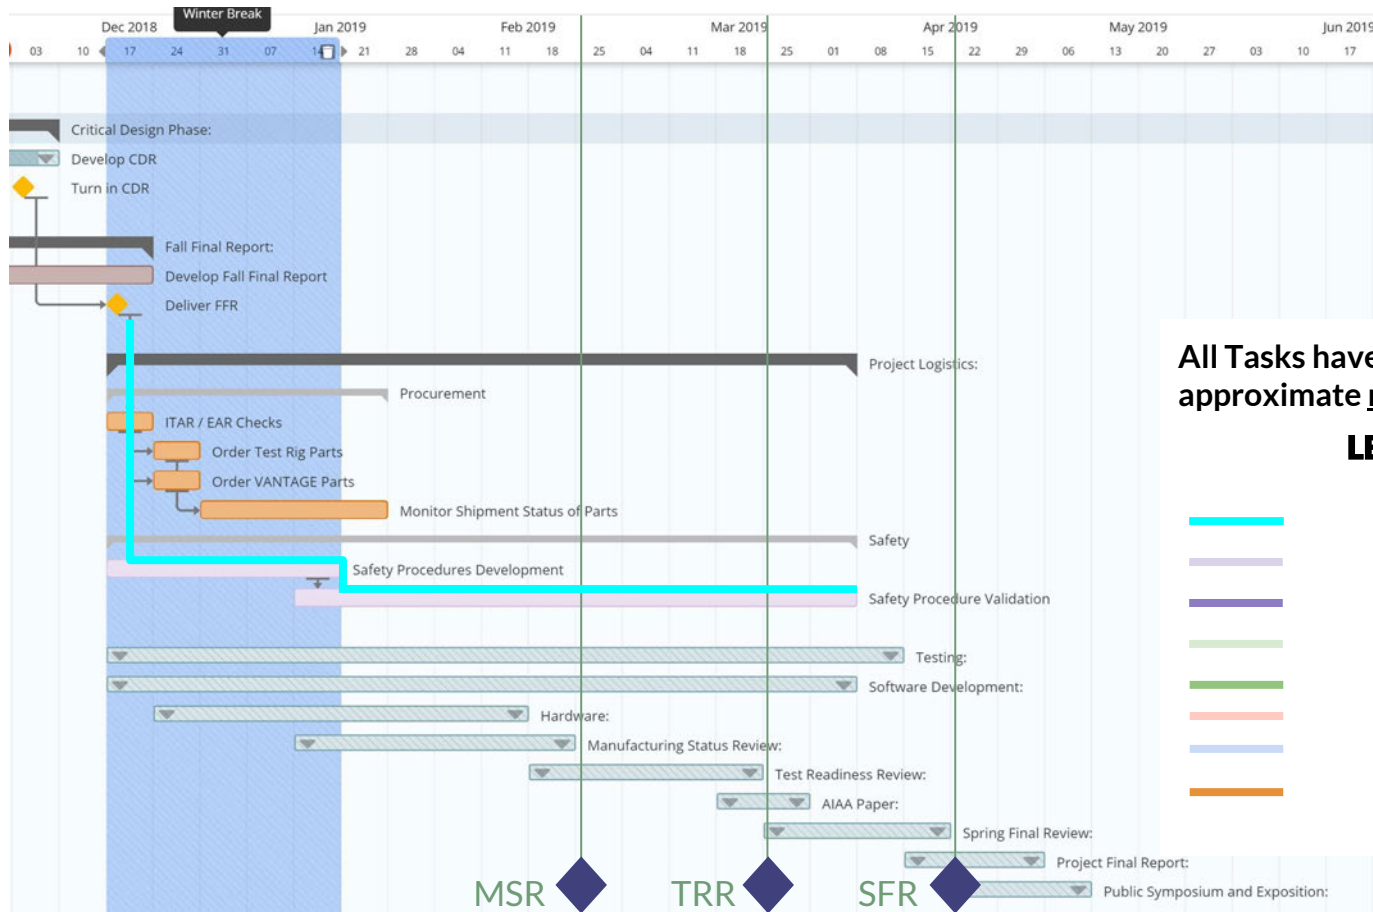 Winter Break
Dec 2018 Jan 2019 Feb 2019 Mar 2019 Apr 2019 May 2019 Jun 2019
03 10 17 24 31 07 14 21 28 04 11 18 25 04 11 18 25 01 08 15 22 29 06 13 20 27 03 10 17
Critical Design Phase:
Develop CDR
Turn in CDR
Fall Final Report:
Develop Fall Final Report
Deliver FFR
Project Logistics:
Procurement
ITAR / EAR Checks
Order Test Rig Parts
Order VANTAGE Parts
Monitor Shipment Status of Parts
Safety
Safety Procedures Development
Safety Procedure Validation
Testing:
Software Development:
Hardware:
Manufacturing Status Review:
Test Readiness Review:
AIAA Paper:
Spring Final Review:
Project Final Report:
Public Symposium and Exposition:
MSR TRR SFR
All Tasks have
approximate
LE